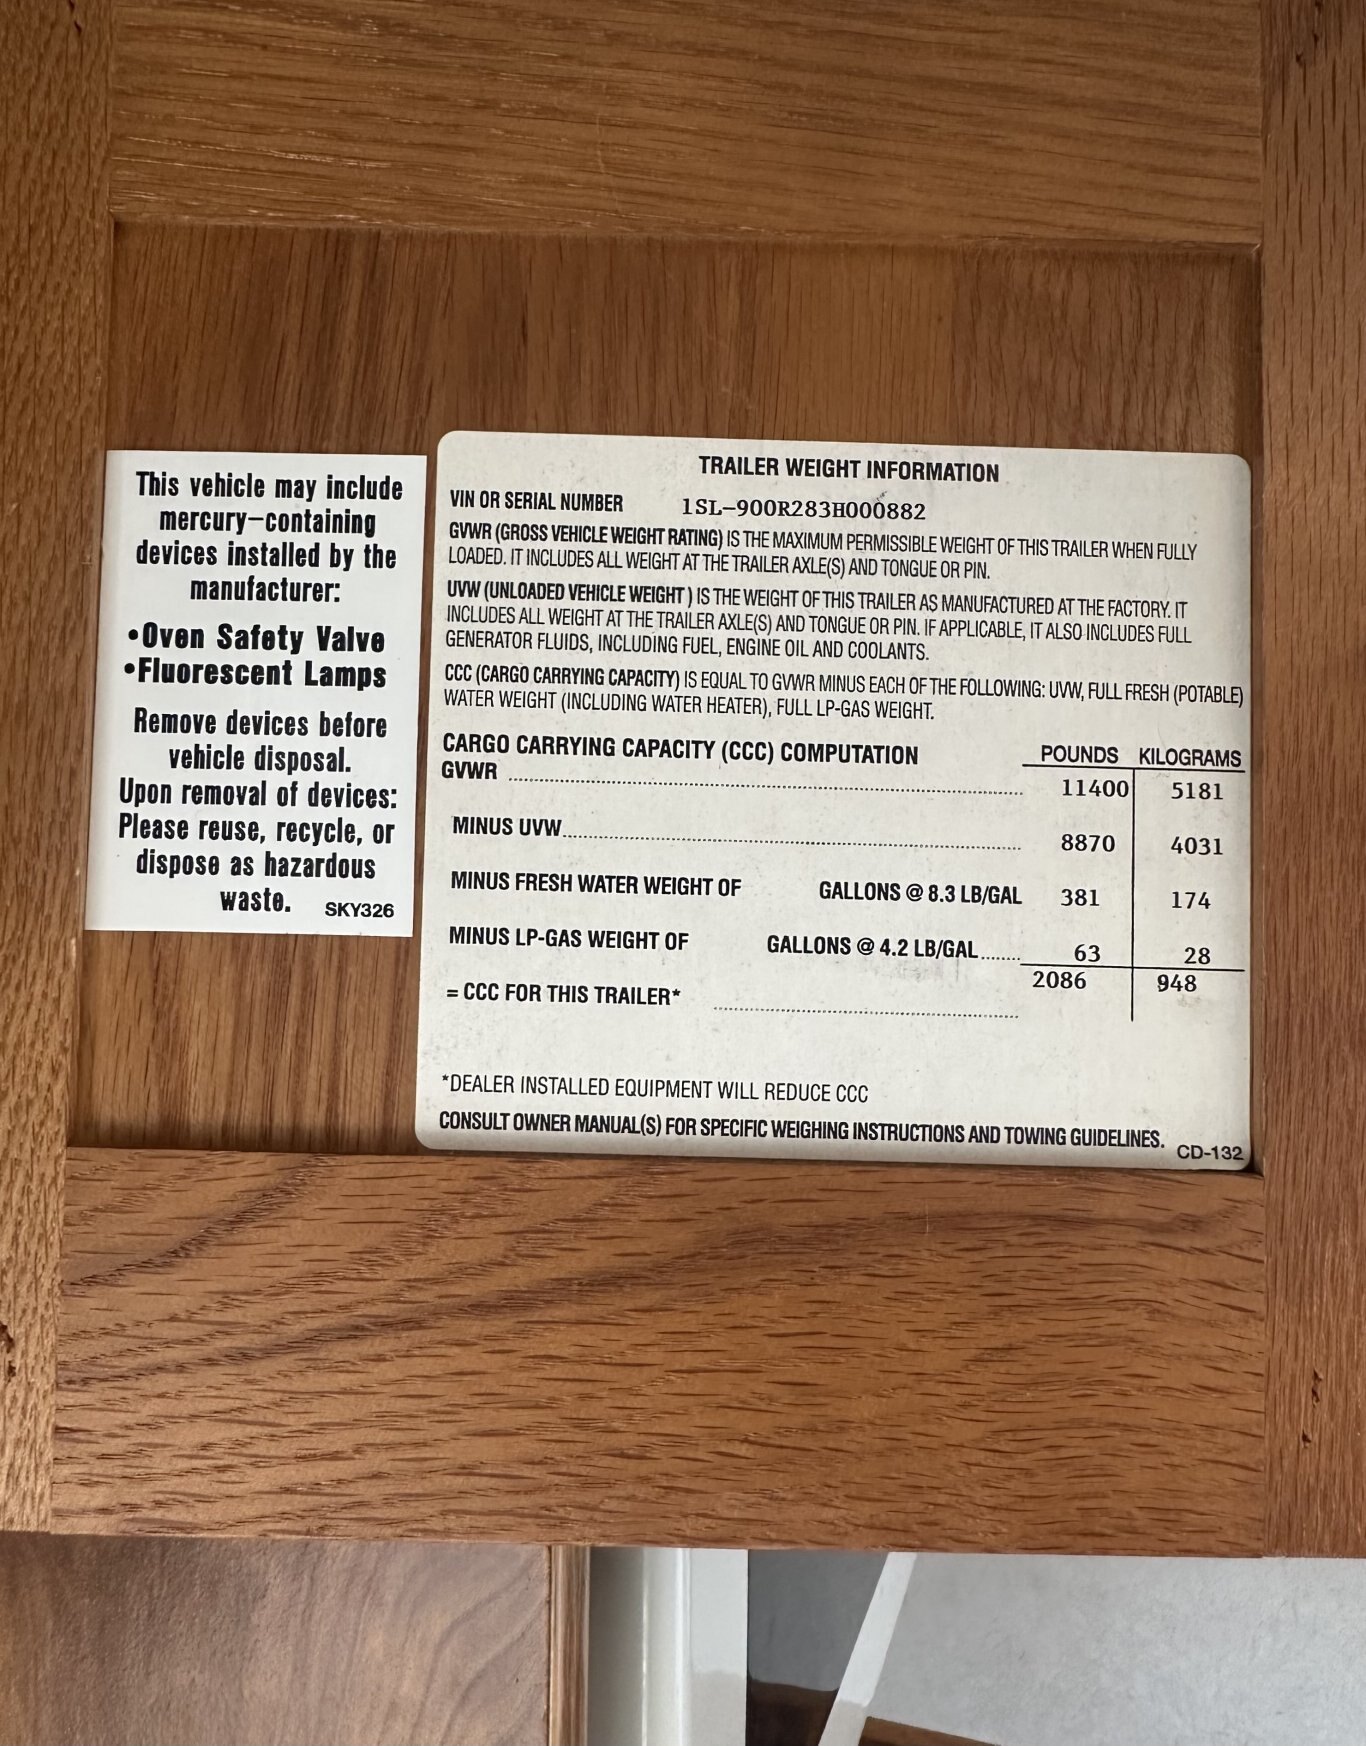 This vehicle may include
mercury-containing
devices installed by the
manufacturer:
•Oven Safety Valve
•Fluorescent Lamps
Remove devices before
vehicle disposal.
Upon removal of devices:
Please reuse, recycle, or
dispose as hazardous
waste. SKY326
TRAILER WEIGHT INFORMATION
VIN OR SERIAL NUMBER 1SL-900R283H000882
GVWR (GROSS VEHICLE WEIGHT RATING) IS THE MAXIMUM PERMISSIBLE WEIGHT OF THIS TRAILER WHEN FULLY
LOADED. IT INCLUDES ALL WEIGHT AT THE TRAILER AXLE(S) AND TONGUE OR PIN.
UVW (UNLOADED VEHICLE WEIGHT ) IS THE WEIGHT OF THIS TRAILER AS MANUFACTURED AT THE FACTORY. IT
INCLUDES ALL WEIGHT AT THE TRAILER AXLE(S) AND TONGUE OR PIN. IF APPLICABLE, IT ALSO INCLUDES FULL
GENERATOR FLUIDS, INCLUDING FUEL, ENGINE OIL AND COOLANTS.
CCC (CARGO CARRYING CAPACITY) IS EQUAL TO GVWR MINUS EACH OF THE FOLLOWING: UVW, FULL FRESH (POTABLE)
WATER WEIGHT (INCLUDING WATER HEATER), FULL LP-GAS WEIGHT.
CARGO CARRYING CAPACITY (CCC) COMPUTATION POUNDS KILOGRAMS
GVWR ........ 11400 5181
MINUS UVW........ 8870 4031
MINUS FRESH WATER WEIGHT OF GALLONS @ 8.3 LB/GAL 381 174
MINUS LP-GAS WEIGHT OF GALLONS @ 4.2 LB/GAL........ 63 28
= CCC FOR THIS TRAILER* ........ 2086 948
*DEALER INSTALLED EQUIPMENT WILL REDUCE CCC
CONSULT OWNER MANUAL(S) FOR SPECIFIC WEIGHING INSTRUCTIONS AND TOWING GUIDELINES. CD-132